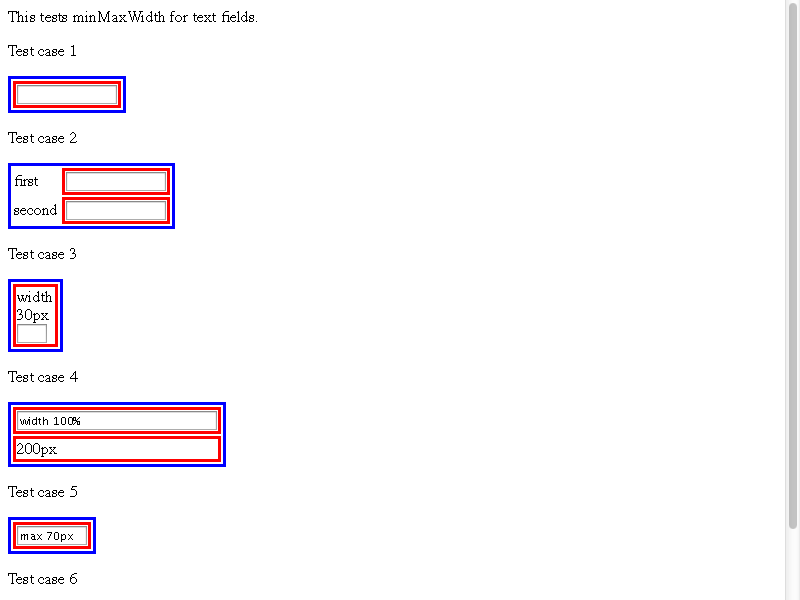 This tests minMaxWidth for text fields.
Test case 1
Test case 2
first
second
Test case 3
width
30px
Test case 4
width 100%
200px
Test case 5
max 70px
Test case 6